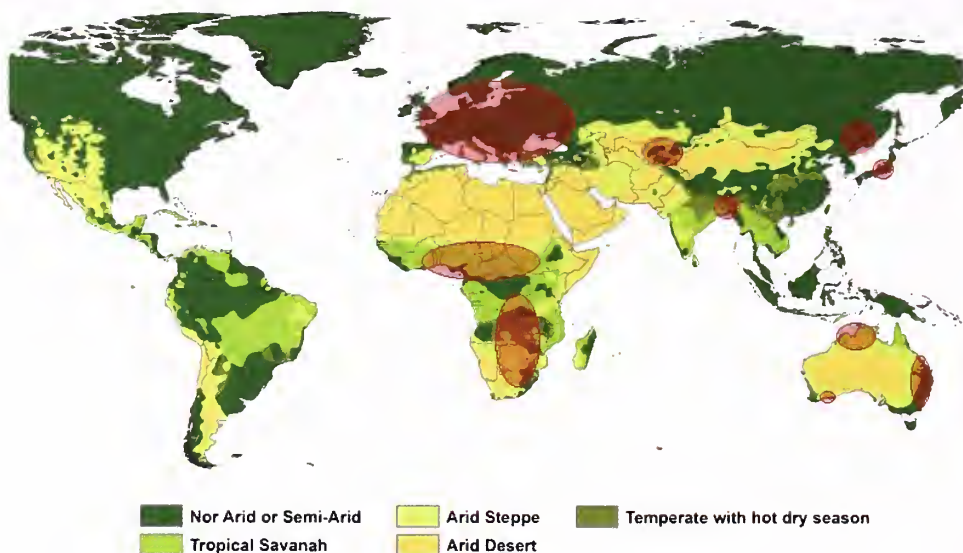 Nor Arid or Semi-Arid
Arid Steppe
Temperate with hot dry season
Tropical Savanah
Arid Desert